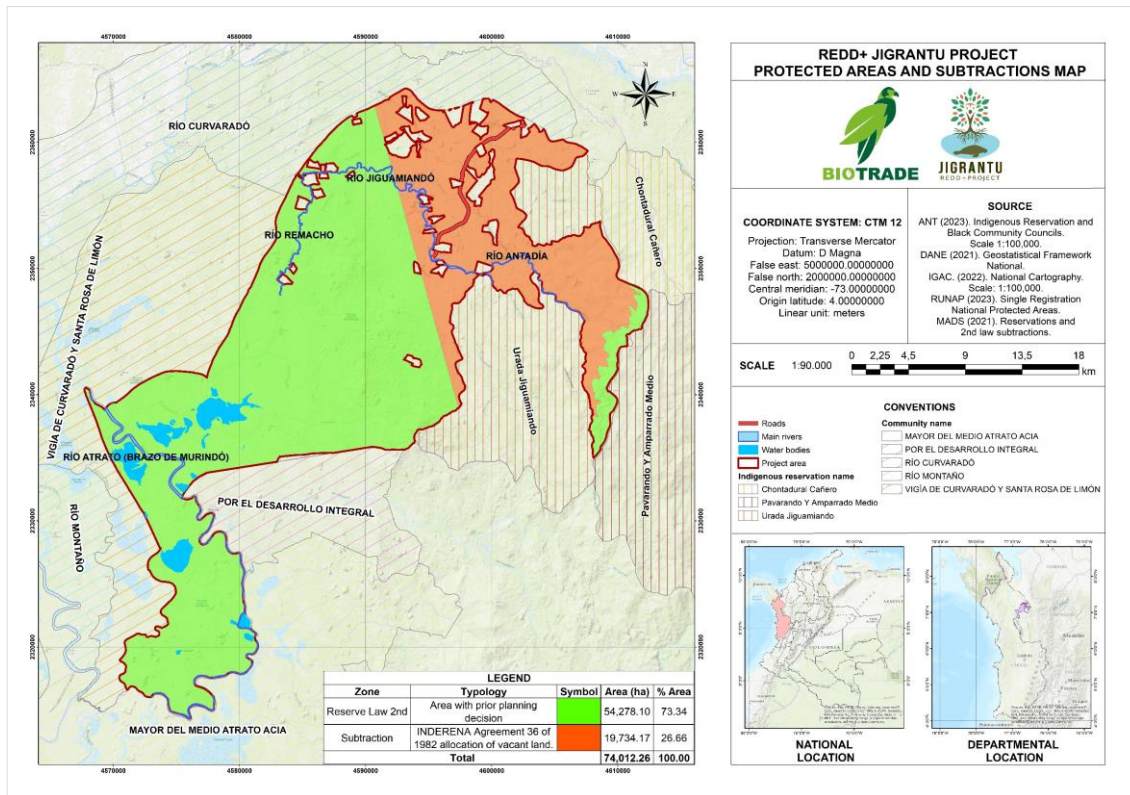 4570000
4580000
4590000
4600000
4610000
2360000
2350000
2340000
2330000
2320000
2360000
2350000
2340000
2330000
2320000
4570000
4580000
4590000
4600000
4610000
N
W
E
S
RÍO CURVARADÓ
RÍO JIGUAMIANDÓ
RÍO REMACHO
RÍO ANTADÍA
Chontadural Cañero
VIGÍA DE CURVARADÓ Y SANTA ROSA DE LIMÓN
Urada Jiguamiando
Pavarando Y Amparrado Medio
RÍO ATRATO (BRAZO DE MURINDÓ)
POR EL DESARROLLO INTEGRAL
RÍO MONTAÑO
MAYOR DEL MEDIO ATRATO ACIA
LEGEND
Zone Typology Symbol Area (ha) % Area
Reserve Law 2nd Area with prior planning decision 54,278.10 73.34
Subtraction INDERENA Agreement 36 of 1982 allocation of vacant land. 19,734.17 26.66
Total 74,012.26 100.00
REDD+ JIGRANTU PROJECT
PROTECTED AREAS AND SUBTRACTIONS MAP
BIOTRADE
JIGRANTU
REDD+PROJECT
COORDINATE SYSTEM: CTM 12
Projection: Transverse Mercator
Datum: D Magna
False east: 5000000.00000000
False north: 2000000.00000000
Central meridian: -73.00000000
Origin latitude: 4.00000000
Linear unit: meters
SOURCE
ANT (2023). Indigenous Reservation and
Black Community Councils.
Scale 1:100,000.
DANE (2021). Geostatistical Framework
National.
IGAC. (2022). National Cartography.
Scale: 1:100,000.
RUNAP (2023). Single Registration
National Protected Areas.
MADS (2021). Reservations and
2nd law subtractions.
SCALE 1:90.000
0 2,25 4,5 9 13,5 18
km
CONVENTIONS
Roads
Main rivers
Water bodies
Project area
Indigenous reservation name
Chontadural Cañero
Pavarando Y Amparrado Medio
Urada Jiguamiando
Community name
MAYOR DEL MEDIO ATRATO ACIA
POR EL DESARROLLO INTEGRAL
RÍO CURVARADÓ
RÍO MONTAÑO
VIGÍA DE CURVARADÓ Y SANTA ROSA DE LIMÓN
COLOMBIA
NATIONAL
LOCATION
DEPARTMENTAL
LOCATION